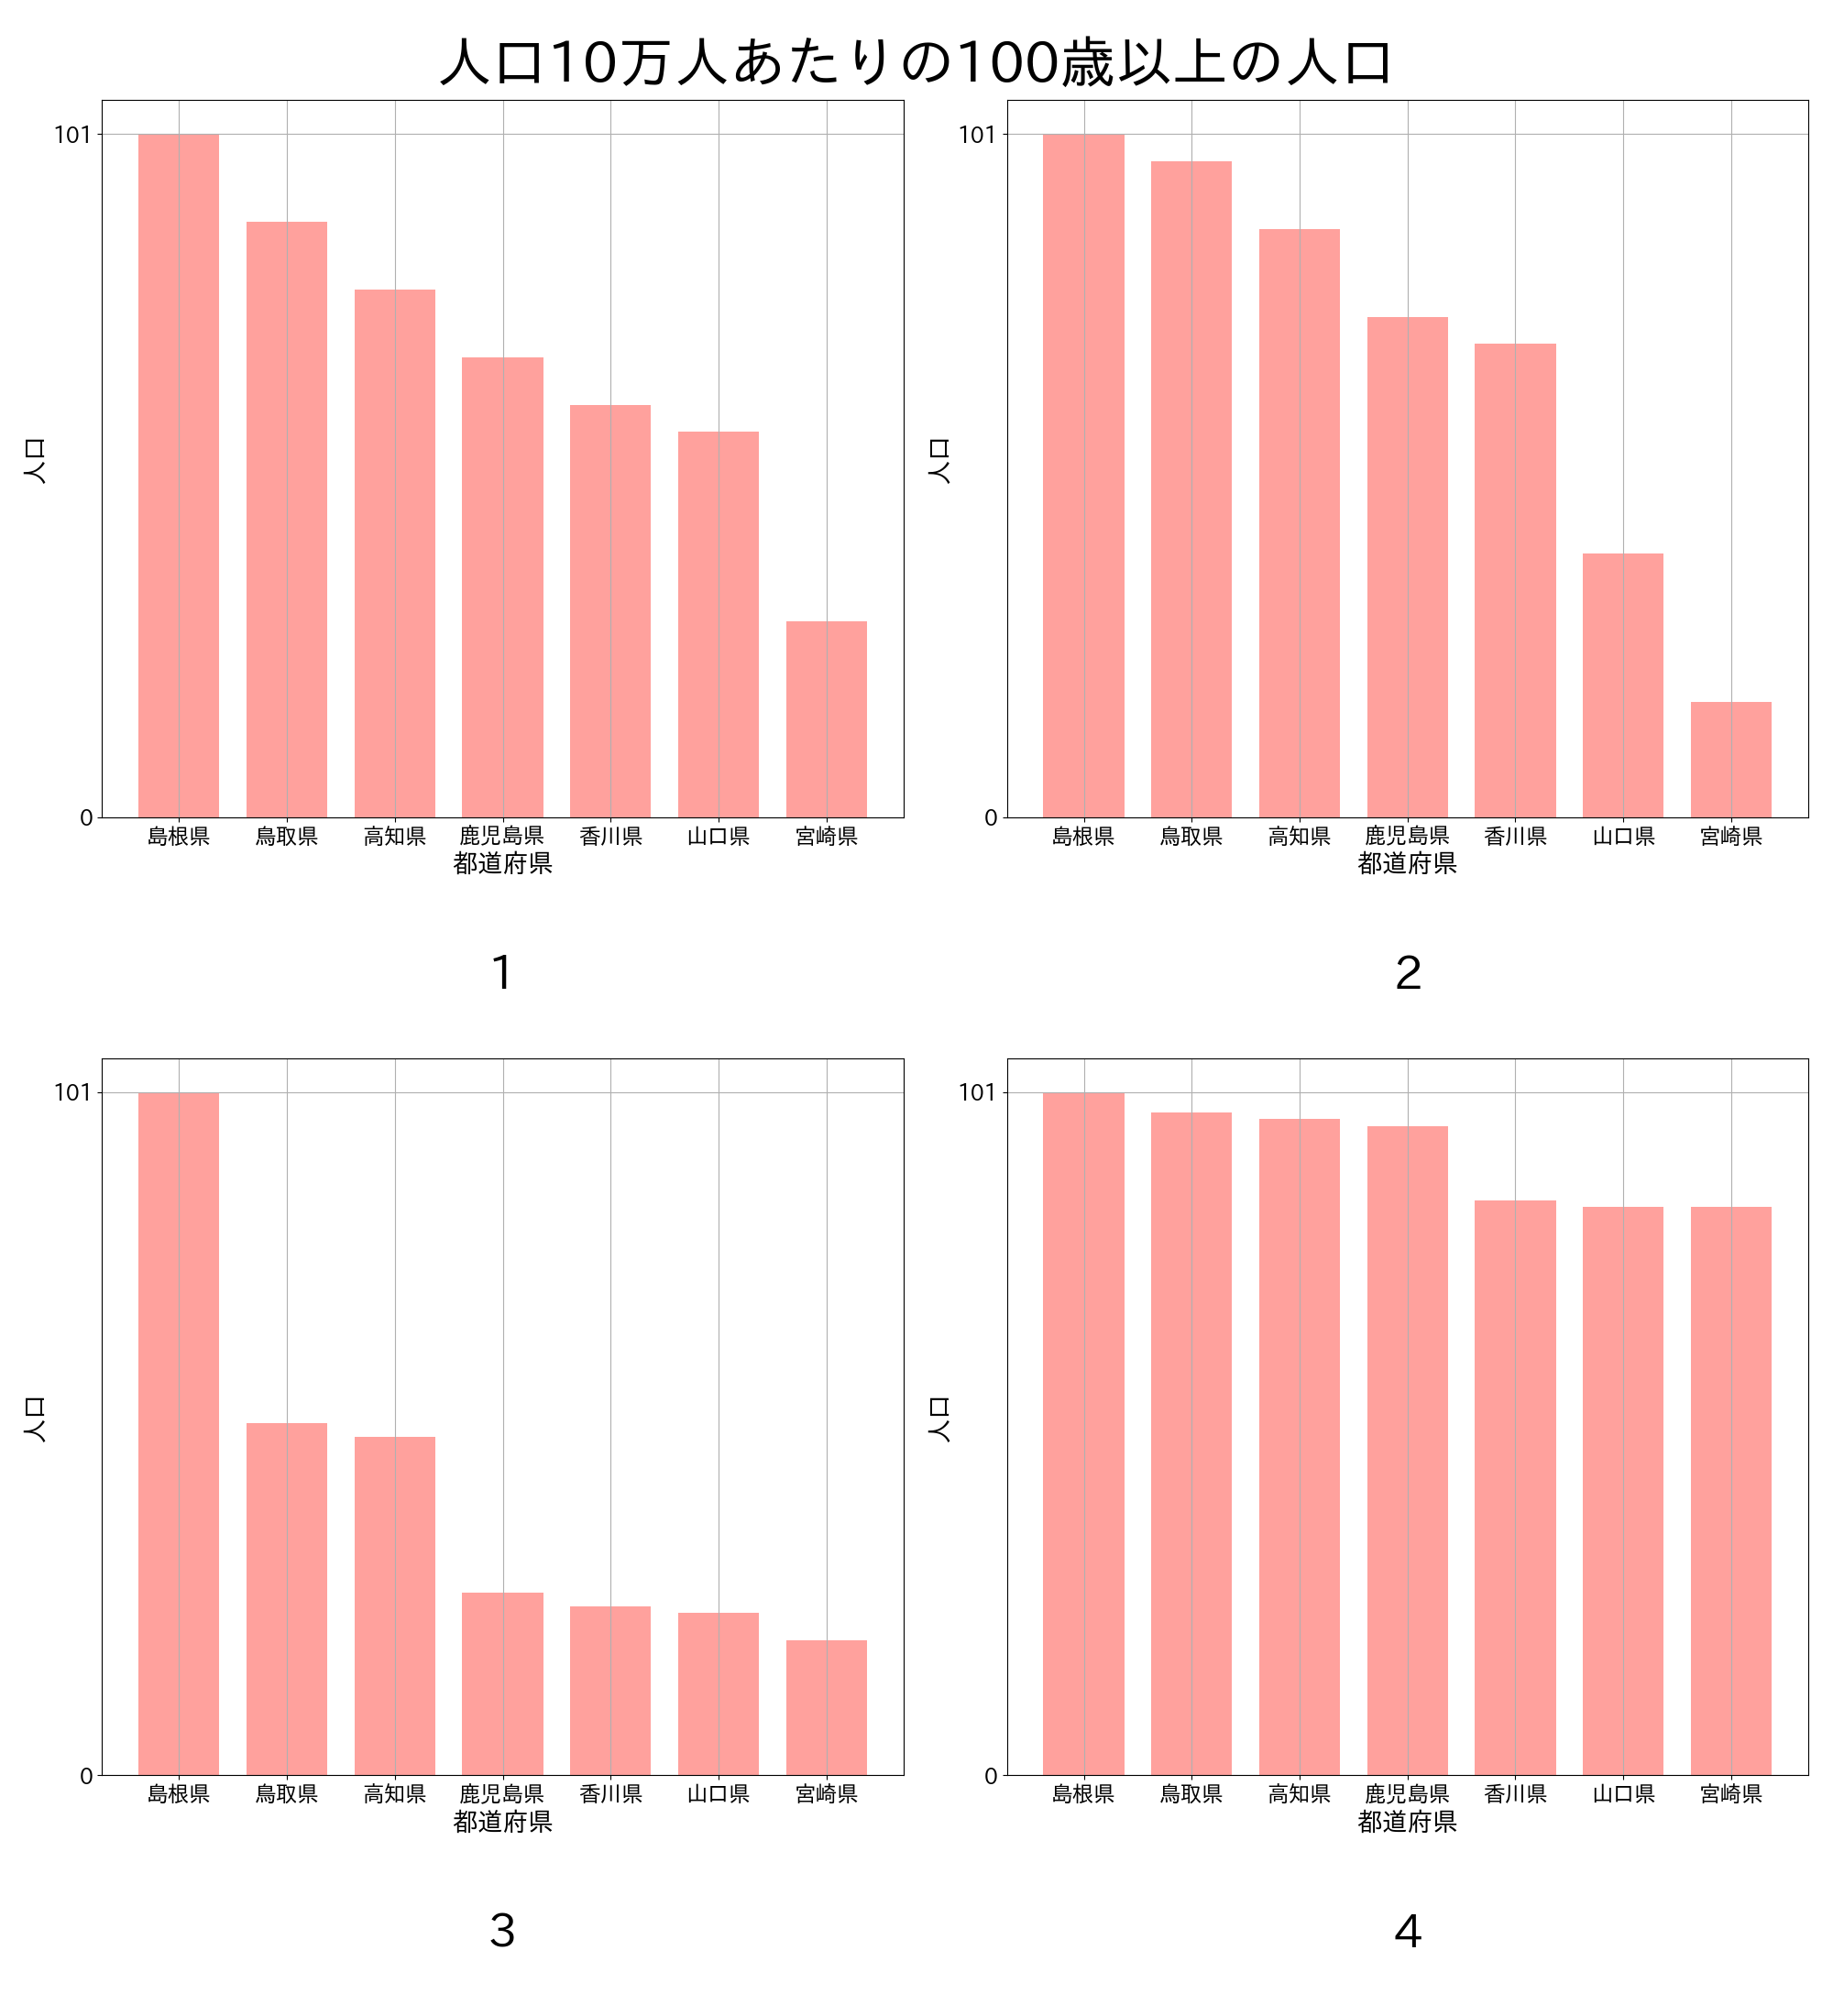 人口10万人あたりの100歳以上の人口
101
人口
0
島根県 鳥取県 高知県 鹿児島県 香川県 山口県 宮崎県
都道府県
1
101
人口
0
島根県 鳥取県 高知県 鹿児島県 香川県 山口県 宮崎県
都道府県
2
101
人口
0
島根県 鳥取県 高知県 鹿児島県 香川県 山口県 宮崎県
都道府県
3
101
人口
0
島根県 鳥取県 高知県 鹿児島県 香川県 山口県 宮崎県
都道府県
4